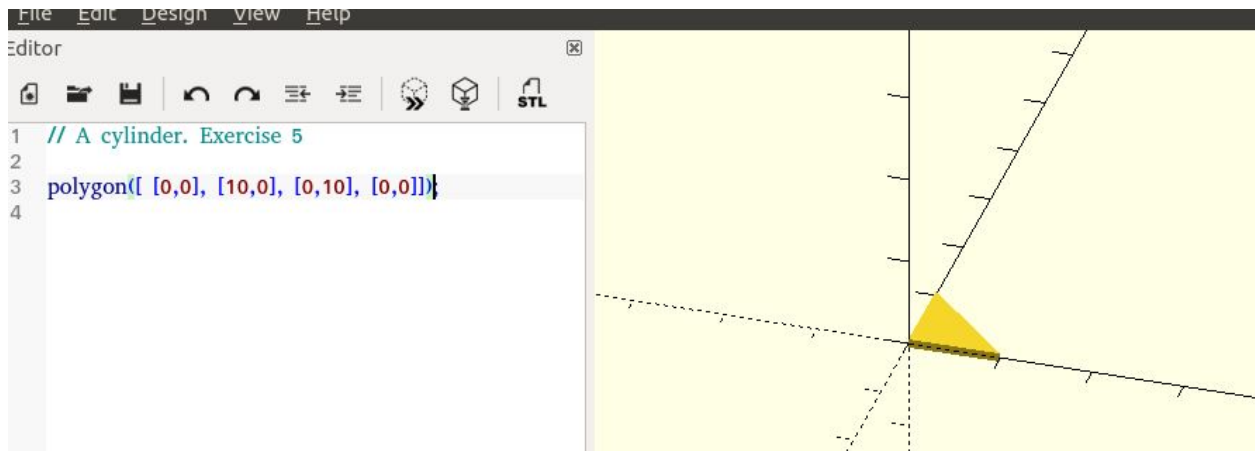 File Edit Design View Help
Editor
STL
1 // A cylinder. Exercise 5
2
3 polygon([ [0,0], [10,0], [0,10], [0,0]]);
4